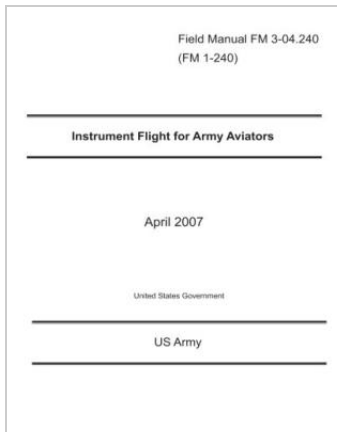 Field Manual FM 3-04.240
(FM 1-240)
Instrument Flight for Army Aviators
April 2007
United States Government
US Army